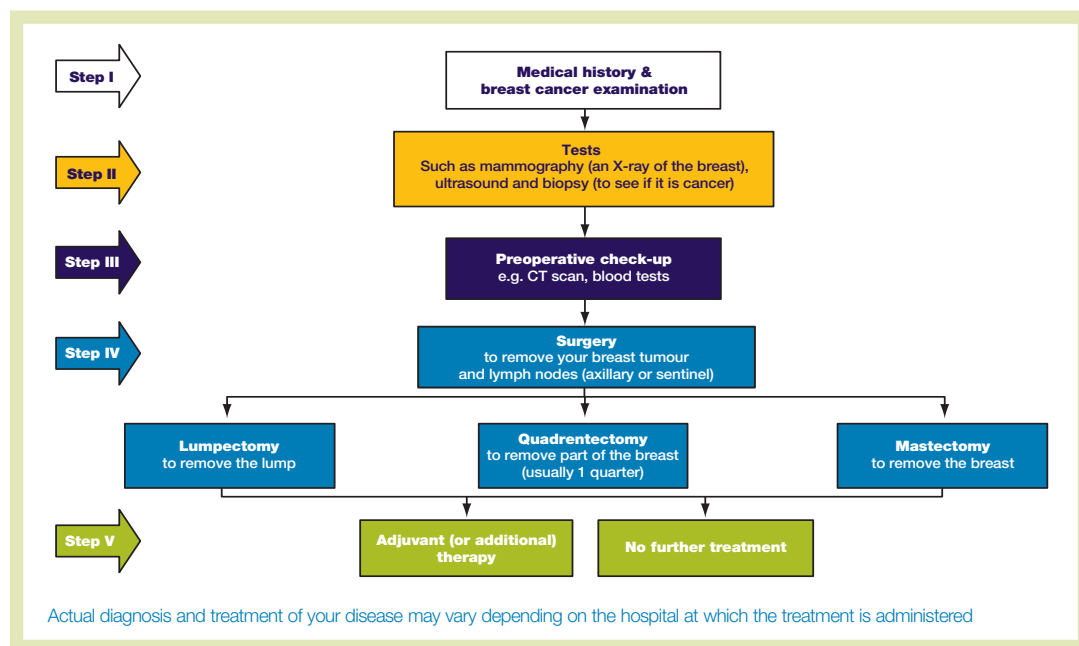 Step I
Medical history &
breast cancer examination
Step II
Tests
Such as mammography (an X-ray of the breast),
ultrasound and biopsy (to see if it is cancer)
Step III
Preoperative check-up
e.g. CT scan, blood tests
Step IV
Surgery
to remove your breast tumour
and lymph nodes (axillary or sentinel)
Lumpectomy
to remove the lump
Quadrentectomy
to remove part of the breast
(usually 1 quarter)
Mastectomy
to remove the breast
Step V
Adjuvant (or additional)
therapy
No further treatment
Actual diagnosis and treatment of your disease may vary depending on the hospital at which the treatment is administered